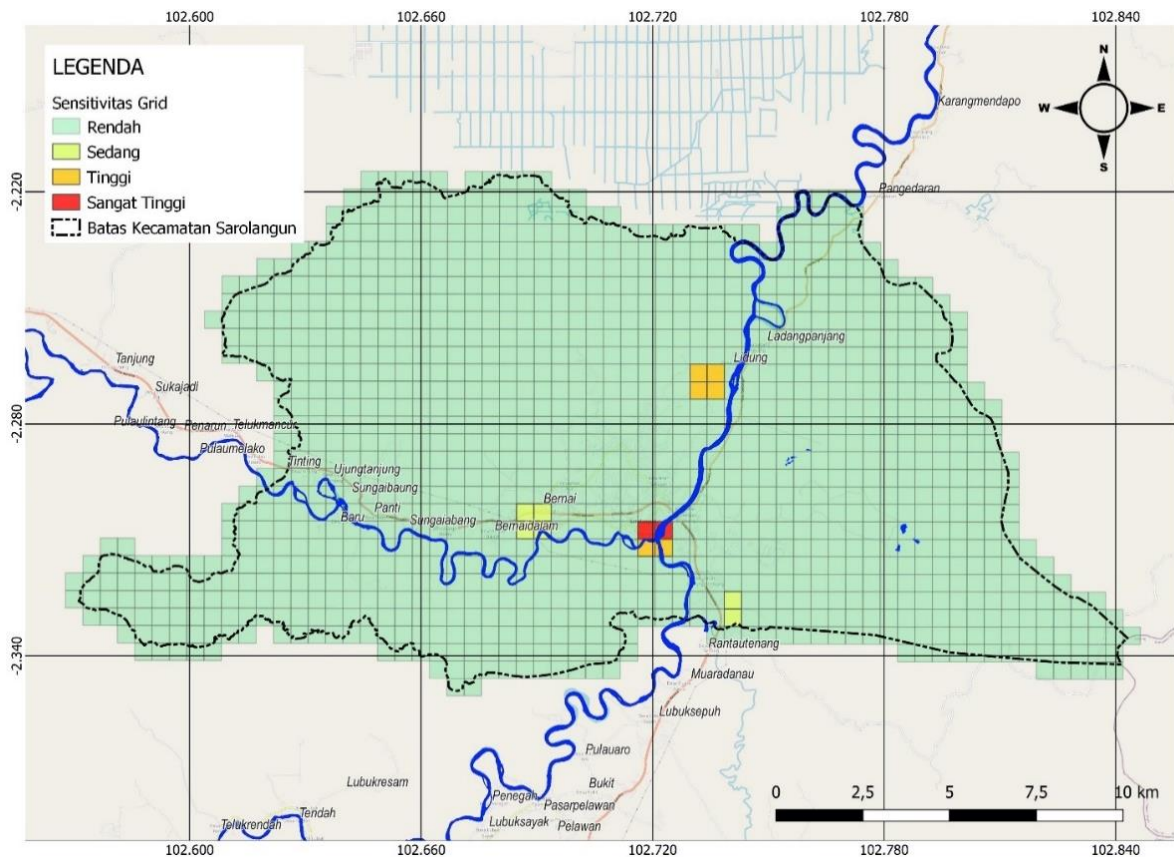 102.600 102.660 102.720 102.780 102.840
LEGENDA
Sensitivitas Grid
Rendah
Sedang
Tinggi
Sangat Tinggi
Batas Kecamatan Sarolangun
N
W E
S
Karangmendapo
-2.220
Pangedaran
Ladangpanjang
Lidung
Tanjung
Sukajadi
-2.280
Pulaulintang Penarun Telukmancur
Pulaumelako
Tinting
Ujungtanjung
Sungaibaung
Panti
Baru
Sungaiabang
Bernai
Bernaidalam
-2.340
Rantautenang
Muaradanau
Lubuksepuh
Pulauaro
Lubukresam
Bukit
Penegah
Pasarpelawan
Tendah
Telukrendah
Lubuksayak
Pelawan
0 2,5 5 7,5 10 km
102.600 102.660 102.720 102.780 102.840